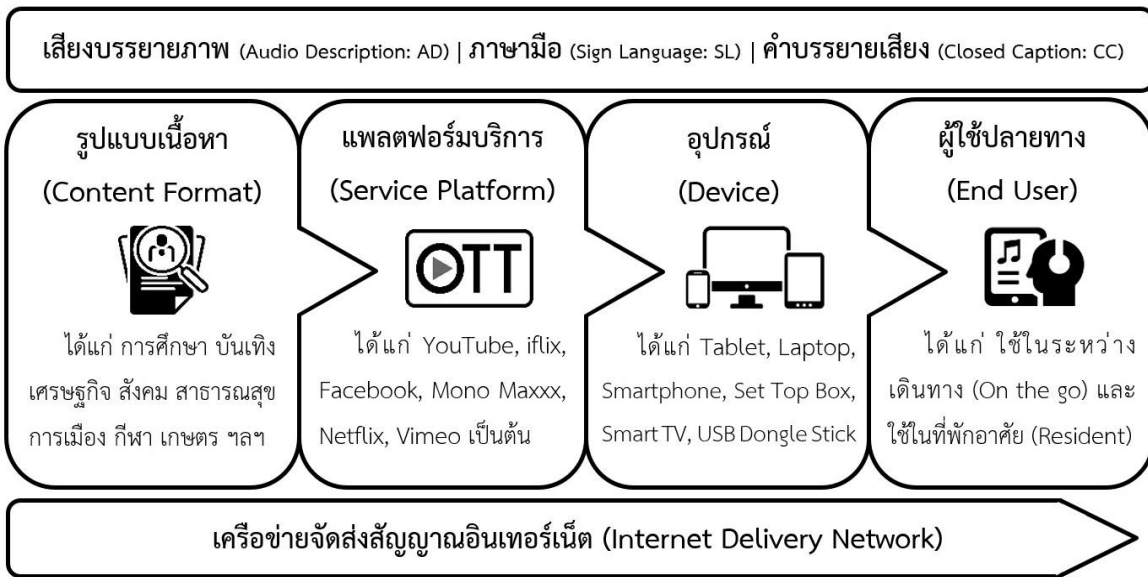 เสียงบรรยายภาพ (Audio Description: AD) | ภาษามือ (Sign Language: SL) | คำบรรยายเสียง (Closed Caption: CC)
รูปแบบเนื้อหา
(Content Format)
ได้แก่ การศึกษา บันเทิง
เศรษฐกิจ สังคม สาธารณสุข
การเมือง กีฬา เกษตร ฯลฯ
แพลตฟอร์มบริการ
(Service Platform)
OTT
ได้แก่ YouTube, iflix,
Facebook, Mono Maxxx,
Netflix, Vimeo เป็นต้น
อุปกรณ์
(Device)
ได้แก่ Tablet, Laptop,
Smartphone, Set Top Box,
Smart TV, USB Dongle Stick
ผู้ใช้ปลายทาง
(End User)
ได้แก่ ใช้ในระหว่าง
เดินทาง (On the go) และ
ใช้ในที่พักอาศัย (Resident)
เครือข่ายจัดส่งสัญญาณอินเทอร์เน็ต (Internet Delivery Network)